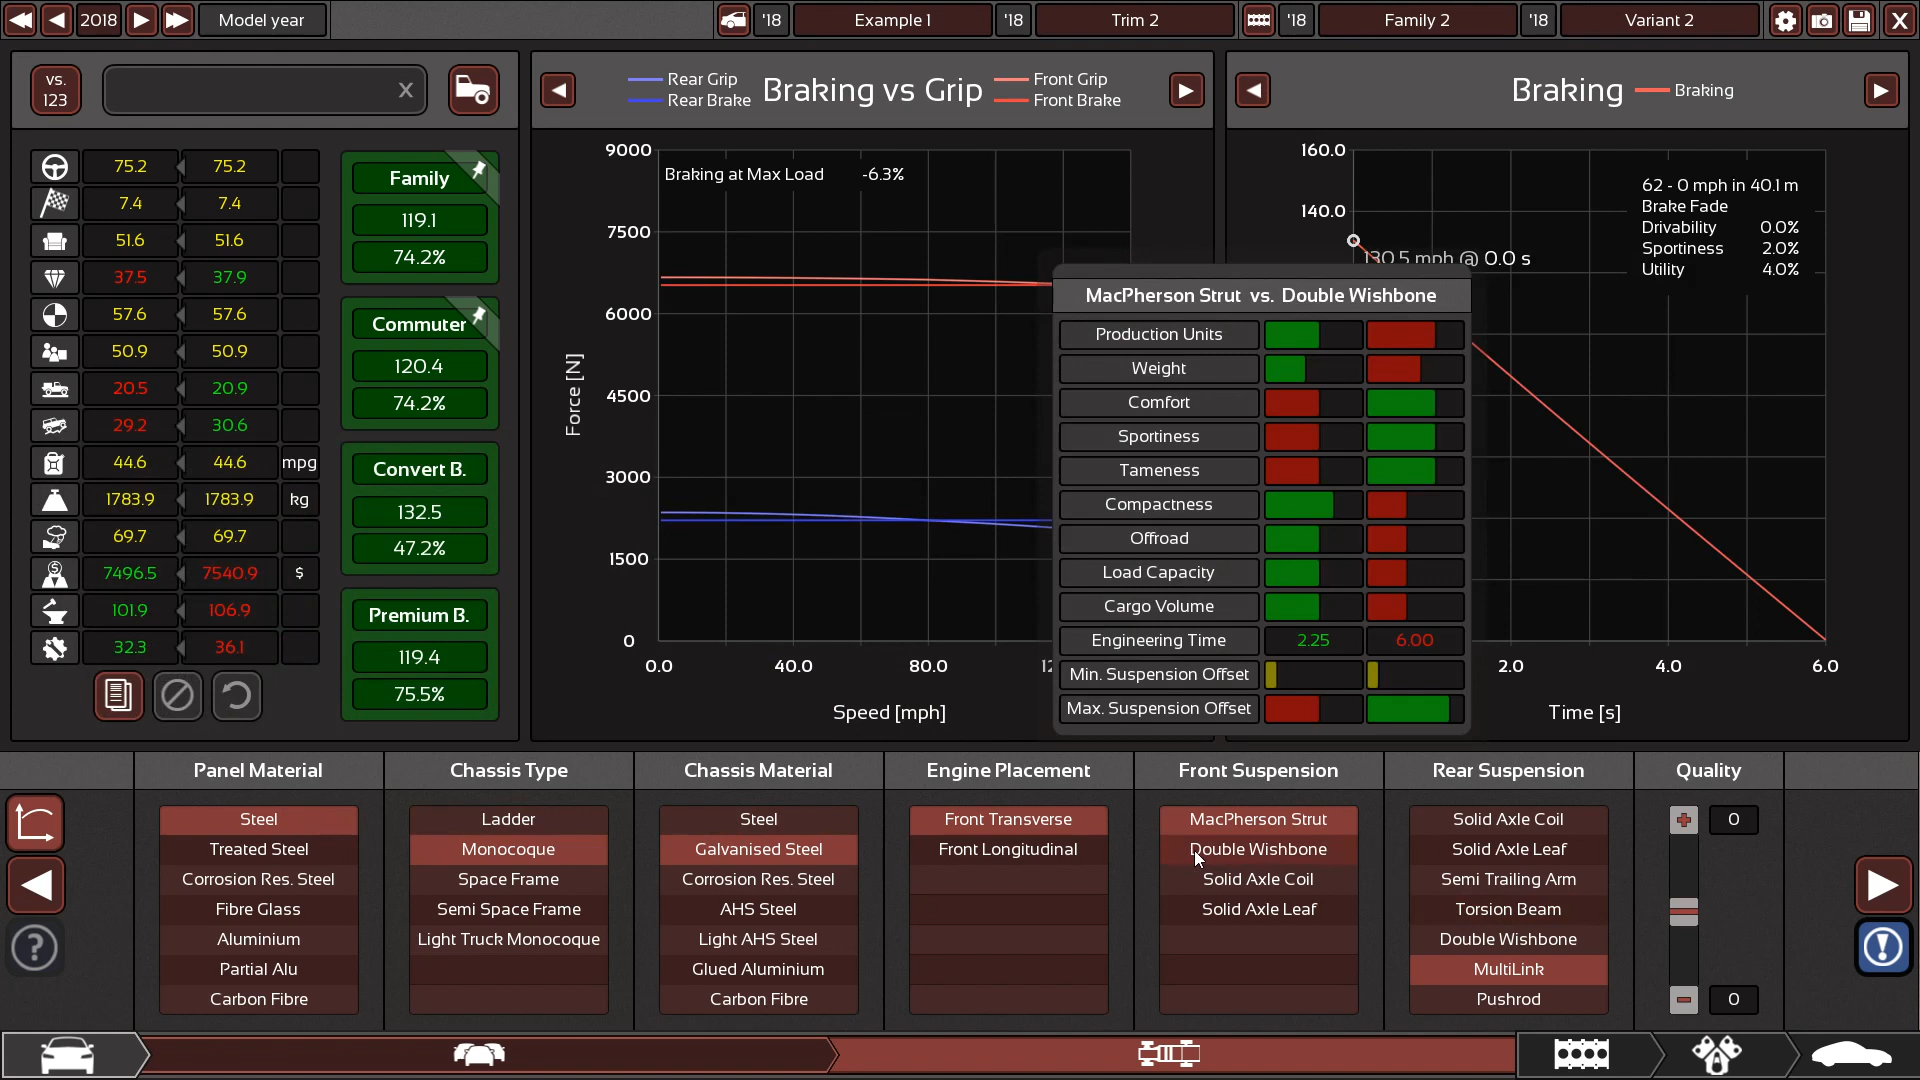 2018
Model year
'18
Example 1
'18
Trim 2
'18
Family 2
'18
Variant 2
X
vs.
123
x
75.2 75.2
7.4 7.4
51.6 51.6
37.5 37.9
57.6 57.6
50.9 50.9
20.5 20.9
29.2 30.6
44.6 44.6 mpg
1783.9 1783.9 kg
69.7 69.7
7496.5 7540.9 $
101.9 106.9
32.3 36.1
Family
119.1
74.2%
Commuter
120.4
74.2%
Convert B.
132.5
47.2%
Premium B.
119.4
75.5%
Rear Grip
Rear Brake
Braking vs Grip
Front Grip
Front Brake
Braking at Max Load -6.3%
9000
7500
6000
4500
3000
1500
0
Force [N]
0.0 40.0 80.0
Speed [mph]
Braking
Braking
160.0
140.0
62 - 0 mph in 40.1 m
Brake Fade
Drivability 0.0%
Sportiness 2.0%
Utility 4.0%
130.5 mph @ 0.0 s
2.0 4.0 6.0
Time [s]
MacPherson Strut vs. Double Wishbone
Production Units
Weight
Comfort
Sportiness
Tameness
Compactness
Offroad
Load Capacity
Cargo Volume
Engineering Time 2.25 6.00
Min. Suspension Offset
Max. Suspension Offset
Panel Material
Steel
Treated Steel
Corrosion Res. Steel
Fibre Glass
Aluminium
Partial Alu
Carbon Fibre
Chassis Type
Ladder
Monocoque
Space Frame
Semi Space Frame
Light Truck Monocoque
Chassis Material
Steel
Galvanised Steel
Corrosion Res. Steel
AHS Steel
Light AHS Steel
Glued Aluminium
Carbon Fibre
Engine Placement
Front Transverse
Front Longitudinal
Front Suspension
MacPherson Strut
Double Wishbone
Solid Axle Coil
Solid Axle Leaf
Rear Suspension
Solid Axle Coil
Solid Axle Leaf
Semi Trailing Arm
Torsion Beam
Double Wishbone
MultiLink
Pushrod
Quality
0
0
?